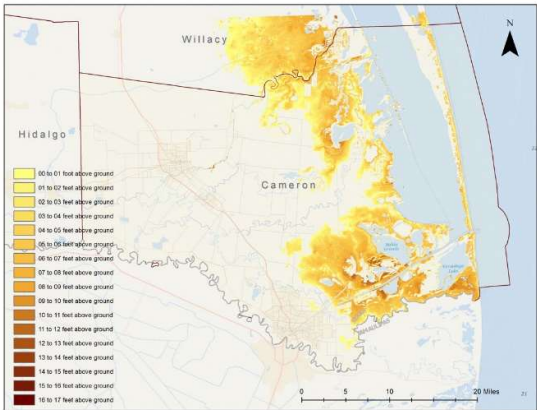 Willacy
N
Hidalgo
Cameron
00 to 01 foot above ground
01 to 02 feet above ground
02 to 03 feet above ground
03 to 04 feet above ground
04 to 05 feet above ground
05 to 06 feet above ground
06 to 07 feet above ground
07 to 08 feet above ground
08 to 09 feet above ground
09 to 10 feet above ground
10 to 11 feet above ground
11 to 12 feet above ground
12 to 13 feet above ground
13 to 14 feet above ground
14 to 15 feet above ground
15 to 16 feet above ground
16 to 17 feet above ground
0 5 10 20 Miles